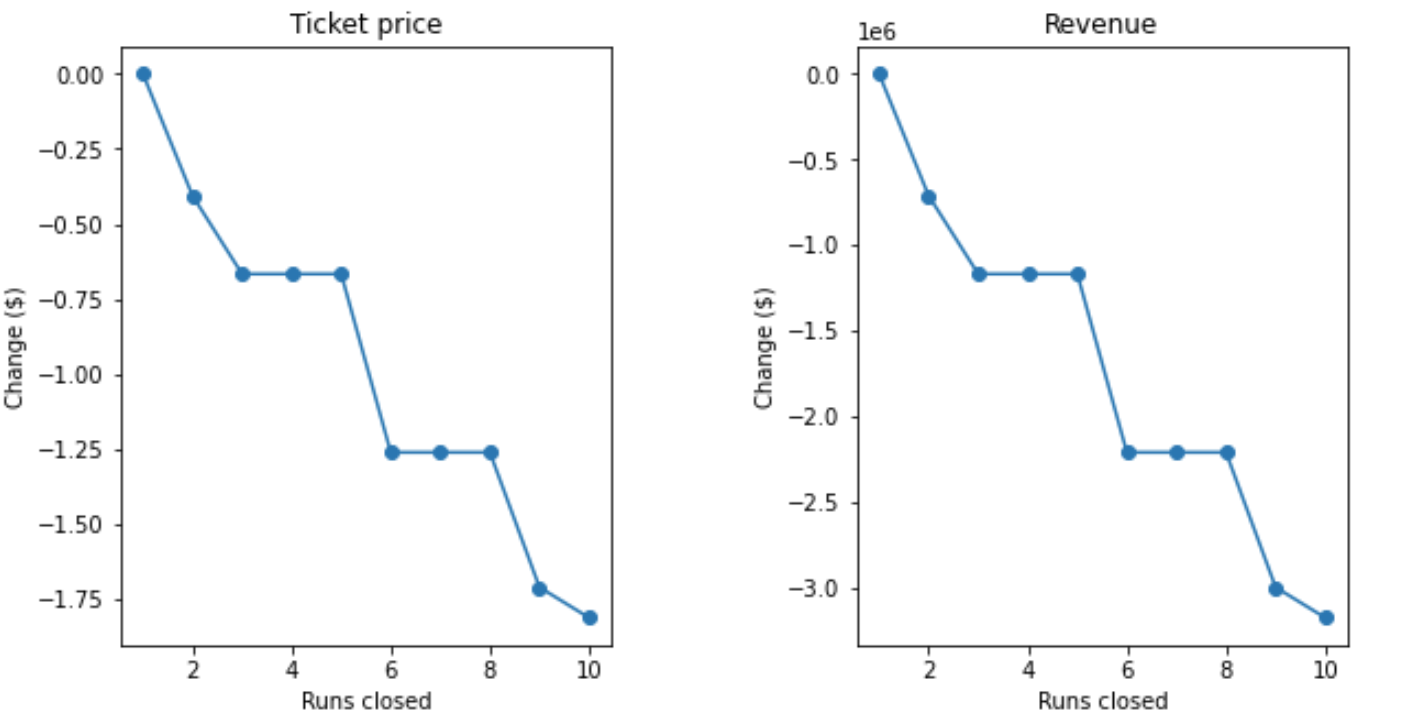 Ticket price
0.00
−0.25
−0.50
−0.75
−1.00
−1.25
−1.50
−1.75
Change ($)
2 4 6 8 10
Runs closed
Revenue
1e6
0.0
−0.5
−1.0
−1.5
−2.0
−2.5
−3.0
Change ($)
2 4 6 8 10
Runs closed